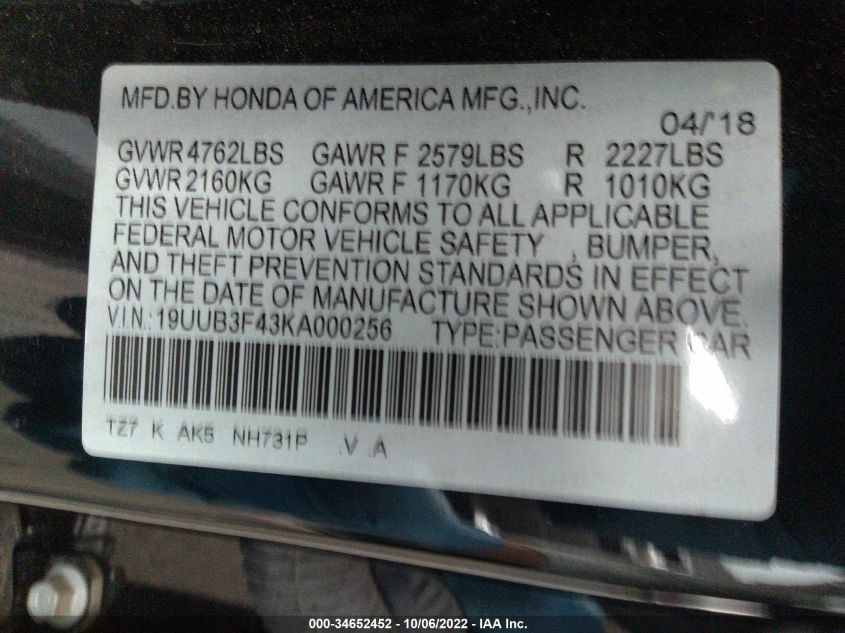 MFD.BY HONDA OF AMERICA MFG.,INC.
04/18
GVWR 4762LBS GAWR F 2579LBS R 2227LBS
GVWR 2160KG GAWR F 1170KG R 1010KG
THIS VEHICLE CONFORMS TO ALL APPLICABLE
FEDERAL MOTOR VEHICLE SAFETY , BUMPER,
AND THEFT PREVENTION STANDARDS IN EFFECT
ON THE DATE OF MANUFACTURE SHOWN ABOVE.
V.I.N.:19UUB3F43KA000256 TYPE:PASSENGER CAR
TZ7 K AK5 NH731P .V .A
000-34652452 - 10/06/2022 - IAA Inc.